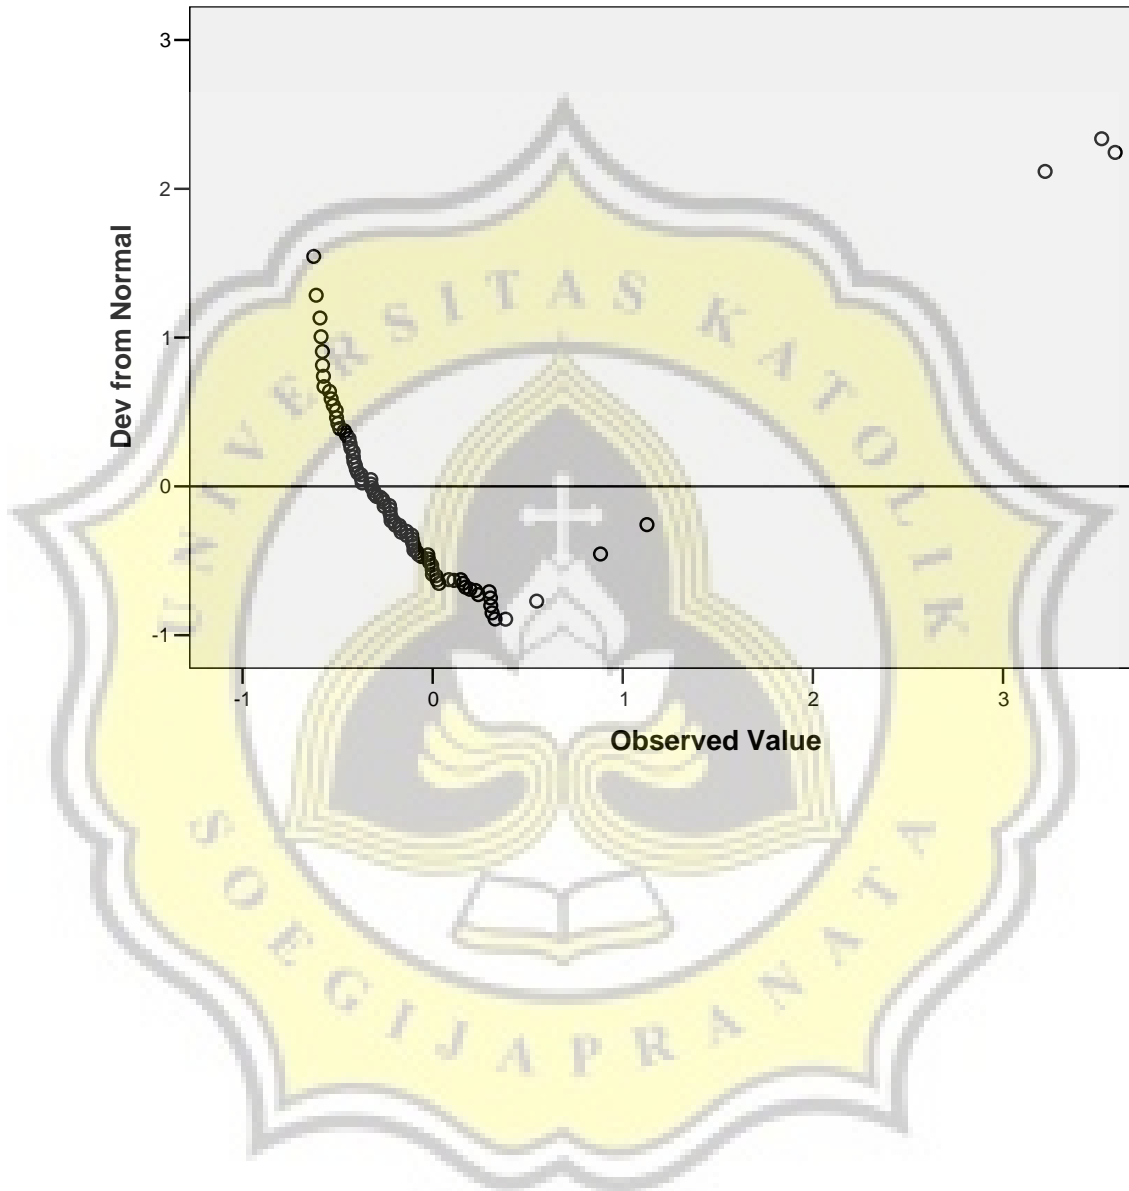 3
2
1
0
-1
Dev from Normal
-1
0
1
2
3
Observed Value
UNIVERSITAS KATOLIK
SOEGIJAPRANATA